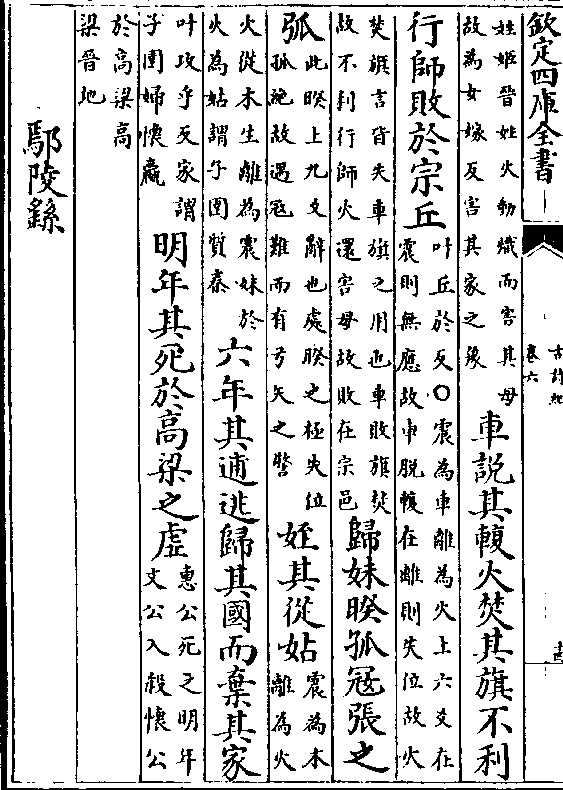 欽定四庫全書
古詩紀
卷六
姓姬晉姓火動熾而害其母
故為女嫁反害其家之象
車說其輹火焚其旗不利
行師敗於宗丘
叶丘於反〇震為車離為火上六爻在
震則無應故車脫輹在離則失位故火
焚旗言皆失車旗之用也車敗旗焚
故不利行師火還害母故敗在宗邑
歸妹睽孤冦張之
弧
此睽上九爻辭也處睽之極失位
孤絕故遇冦難而有弓矢之警
姪其從姑
震為木
離為火
火從木生離為震妹於
火為姑謂子圉質秦
六年其逋逃歸其國而棄其家
叶攻乎反家謂
子圉婦懷嬴
明年其死於高梁之虛
惠公死之明年
文公入殺懷公
於高梁高
梁晉地
鄢陵繇